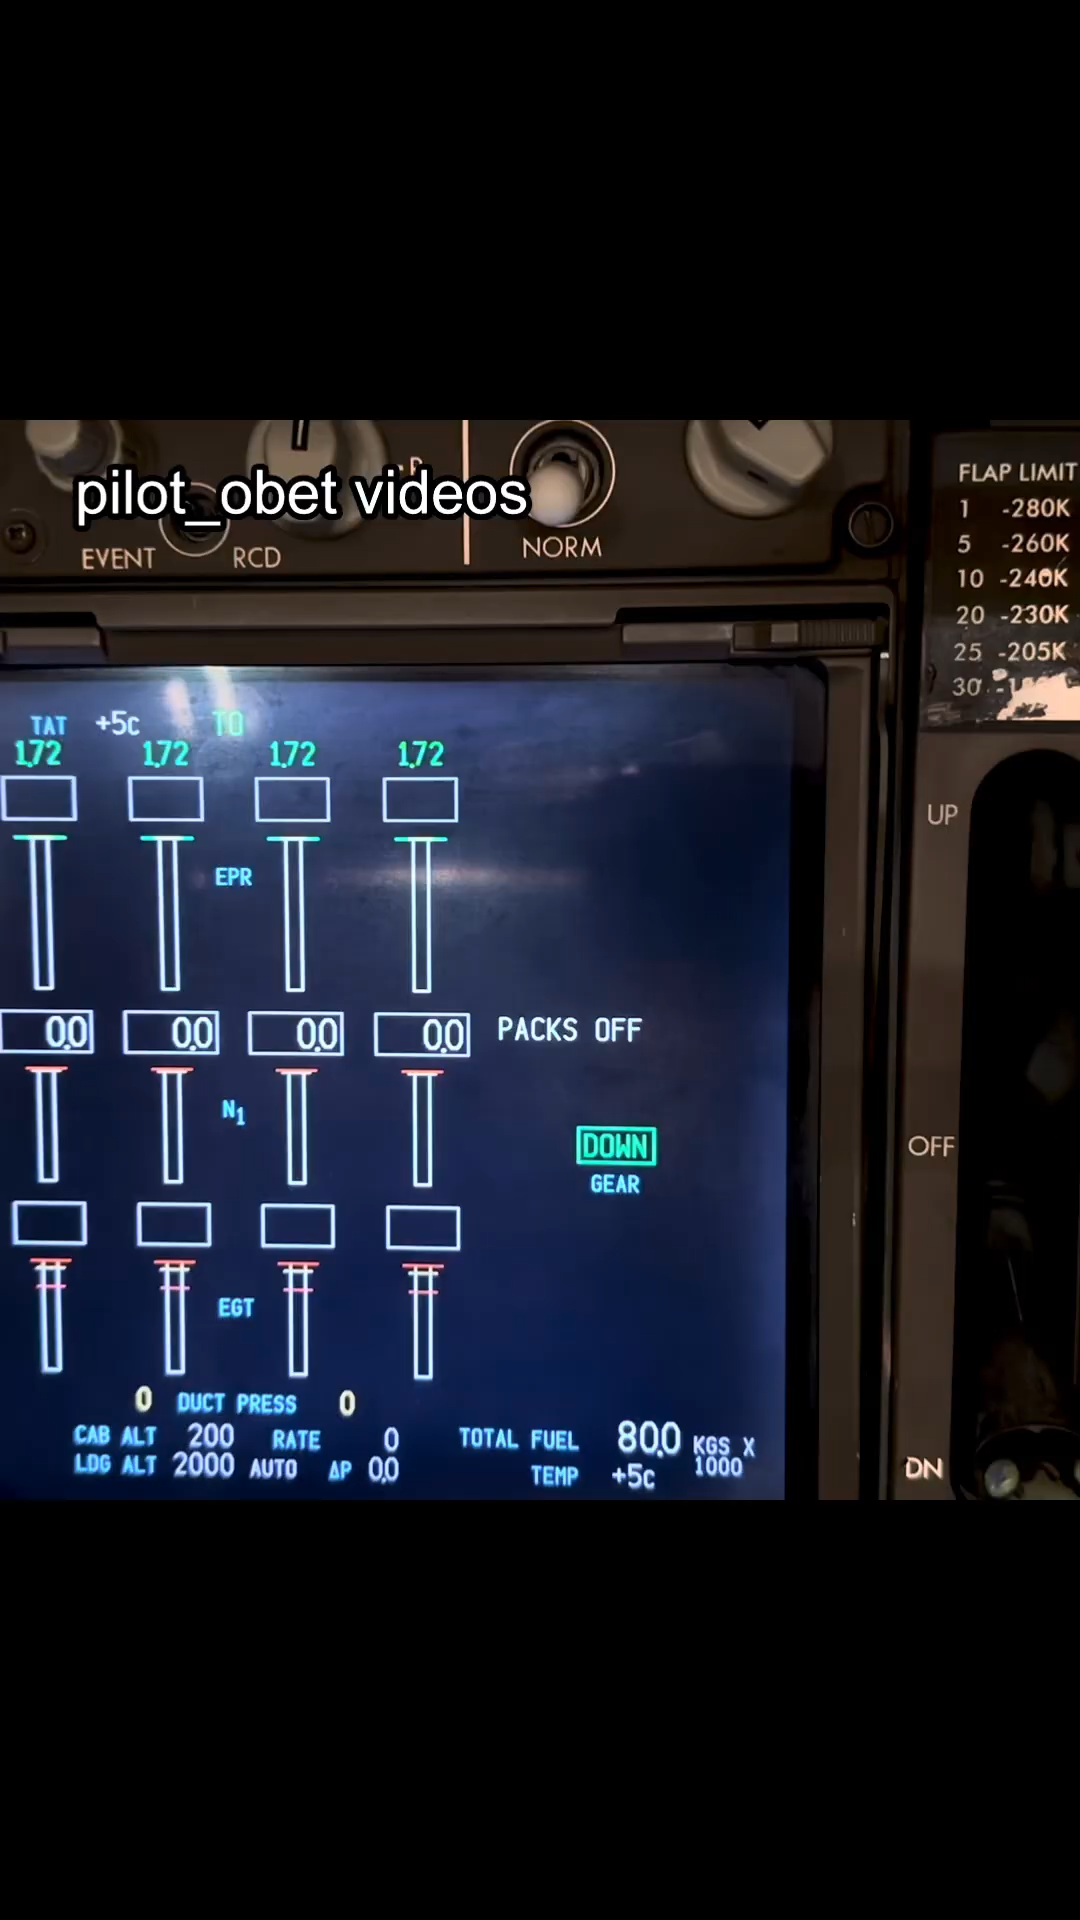 pilot_obet videos
EVENT RCD
NORM
FLAP LIMIT
1 -280K
5 -260K
10 -240K
20 -230K
25 -205K
30
TAT +5c TO
1.72 1.72 1.72 1.72
EPR
0.0 0.0 0.0 0.0 PACKS OFF
N1
DOWN
GEAR
EGT
0 DUCT PRESS 0
CAB ALT 200 RATE 0
LDG ALT 2000 AUTO ΔP 0.0
TOTAL FUEL 80.0 KGS X
1000
TEMP +5c
UP
OFF
DN